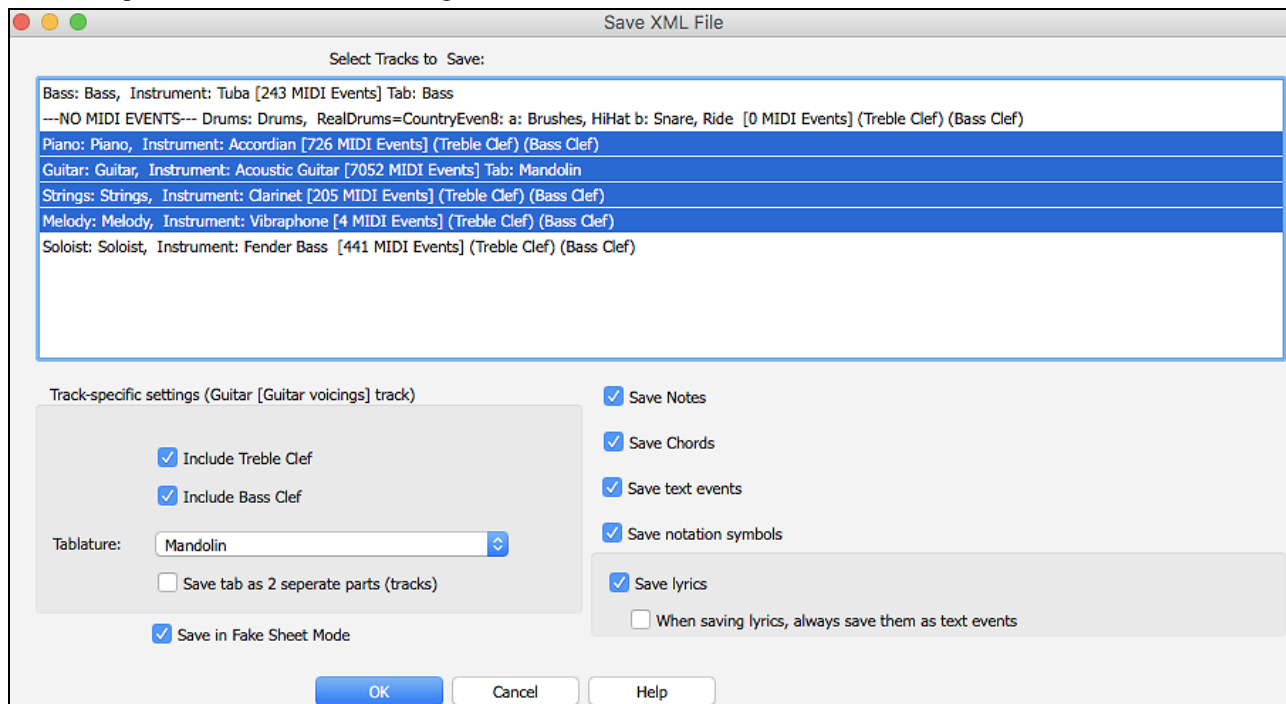 Save XML File
Select Tracks to Save:
Bass: Bass, Instrument: Tuba [243 MIDI Events] Tab: Bass
---NO MIDI EVENTS--- Drums: Drums, RealDrums=CountryEven8: a: Brushes, HiHat b: Snare, Ride [0 MIDI Events] (Treble Clef) (Bass Clef)
Piano: Piano, Instrument: Accordian [726 MIDI Events] (Treble Clef) (Bass Clef)
Guitar: Guitar, Instrument: Acoustic Guitar [7052 MIDI Events] Tab: Mandolin
Strings: Strings, Instrument: Clarinet [205 MIDI Events] (Treble Clef) (Bass Clef)
Melody: Melody, Instrument: Vibraphone [4 MIDI Events] (Treble Clef) (Bass Clef)
Soloist: Soloist, Instrument: Fender Bass [441 MIDI Events] (Treble Clef) (Bass Clef)
Track-specific settings (Guitar [Guitar voicings] track)
Include Treble Clef
Include Bass Clef
Tablature: Mandolin
Save tab as 2 seperate parts (tracks)
Save in Fake Sheet Mode
Save Notes
Save Chords
Save text events
Save notation symbols
Save lyrics
When saving lyrics, always save them as text events
OK Cancel Help